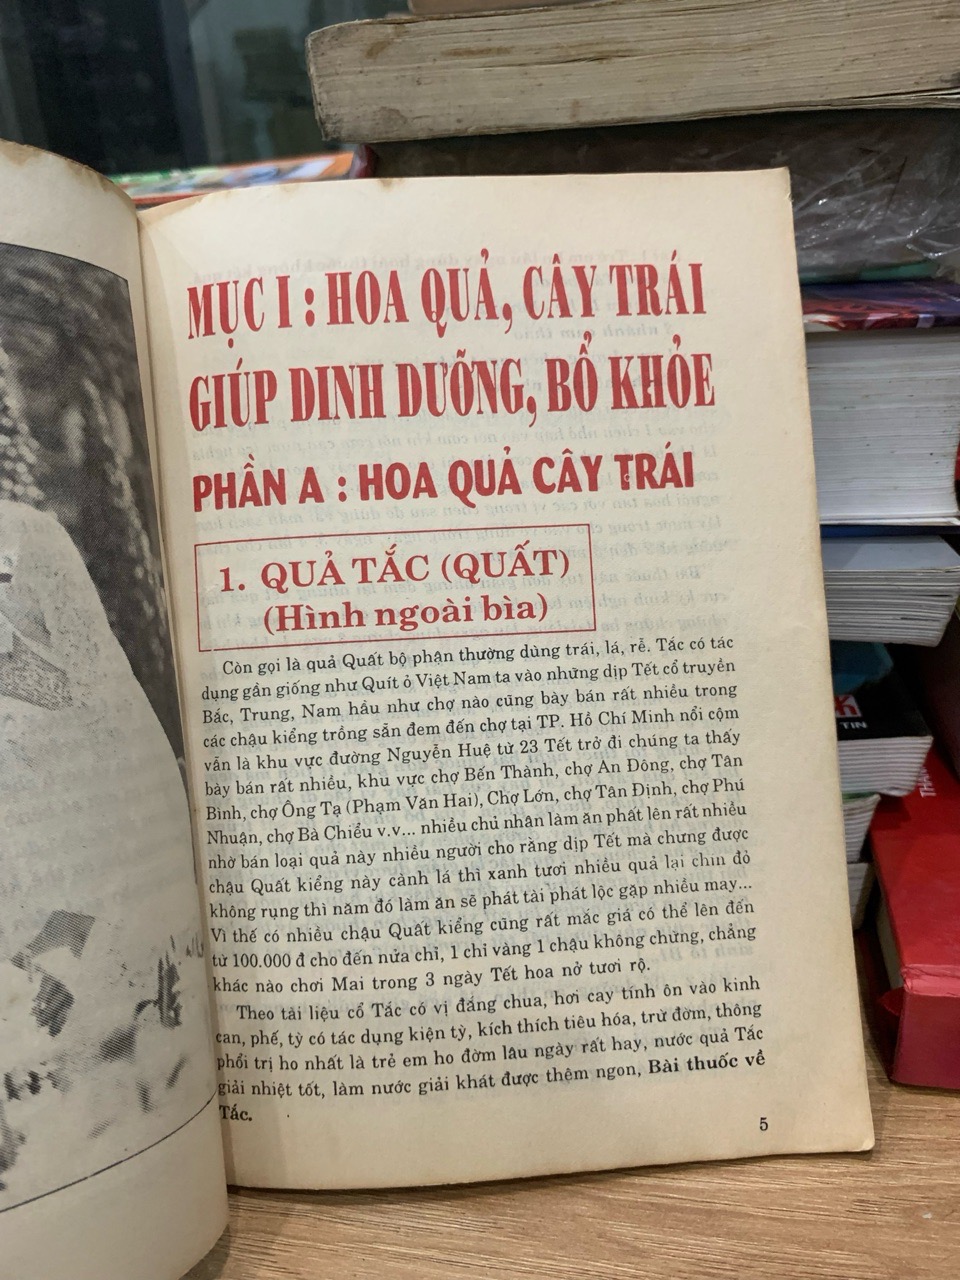 MỤC I : HOA QUẢ, CÂY TRÁI
GIÚP DINH DƯỠNG, BỔ KHỎE
PHẦN A : HOA QUẢ CÂY TRÁI
1. QUẢ TẮC (QUẤT)
(Hình ngoài bìa)
Còn gọi là quả Quất bộ phận thường dùng trái, lá, rễ. Tắc có tác
dụng gần giống như Quít ỏ Việt Nam ta vào những dịp Tết cổ truyền
Bắc, Trung, Nam hầu như chợ nào cũng bày bán rất nhiều trong
các chậu kiểng trồng sẵn đem đến chợ tại TP. Hồ Chí Minh nổi cộm
vẫn là khu vực đường Nguyễn Huệ từ 23 Tết trở đi chúng ta thấy
bày bán rất nhiều, khu vực chợ Bến Thành, chợ An Đông, chợ Tân
Bình, chợ Ông Tạ (Phạm Văn Hai), Chợ Lớn, chợ Tân Định, chợ Phú
Nhuận, chợ Bà Chiểu v.v... nhiều chủ nhân làm ăn phất lên rất nhiều
nhờ bán loại quả này nhiều người cho rằng dịp Tết mà chưng được
chậu Quất kiểng này cành lá thì xanh tươi nhiều quả lại chín đỏ
không rụng thì năm đó làm ăn sẽ phát tài phát lộc gặp nhiều may...
Vì thế có nhiều chậu Quất kiểng cũng rất mắc giá có thể lên đến
từ 100.000 đ cho đến nửa chỉ, 1 chỉ vàng 1 chậu không chừng, chẳng
khác nào chơi Mai trong 3 ngày Tết hoa nở tươi rộ.
Theo tài liệu cổ Tắc có vị đắng chua, hơi cay tính ôn vào kinh
can, phế, tỳ có tác dụng kiện tỳ, kích thích tiêu hóa, trừ đờm, thông
phổi trị ho nhất là trẻ em ho đờm lâu ngày rất hay, nước quả Tắc
giải nhiệt tốt, làm nước giải khát được thêm ngon, Bài thuốc về
Tắc.
5
TIN